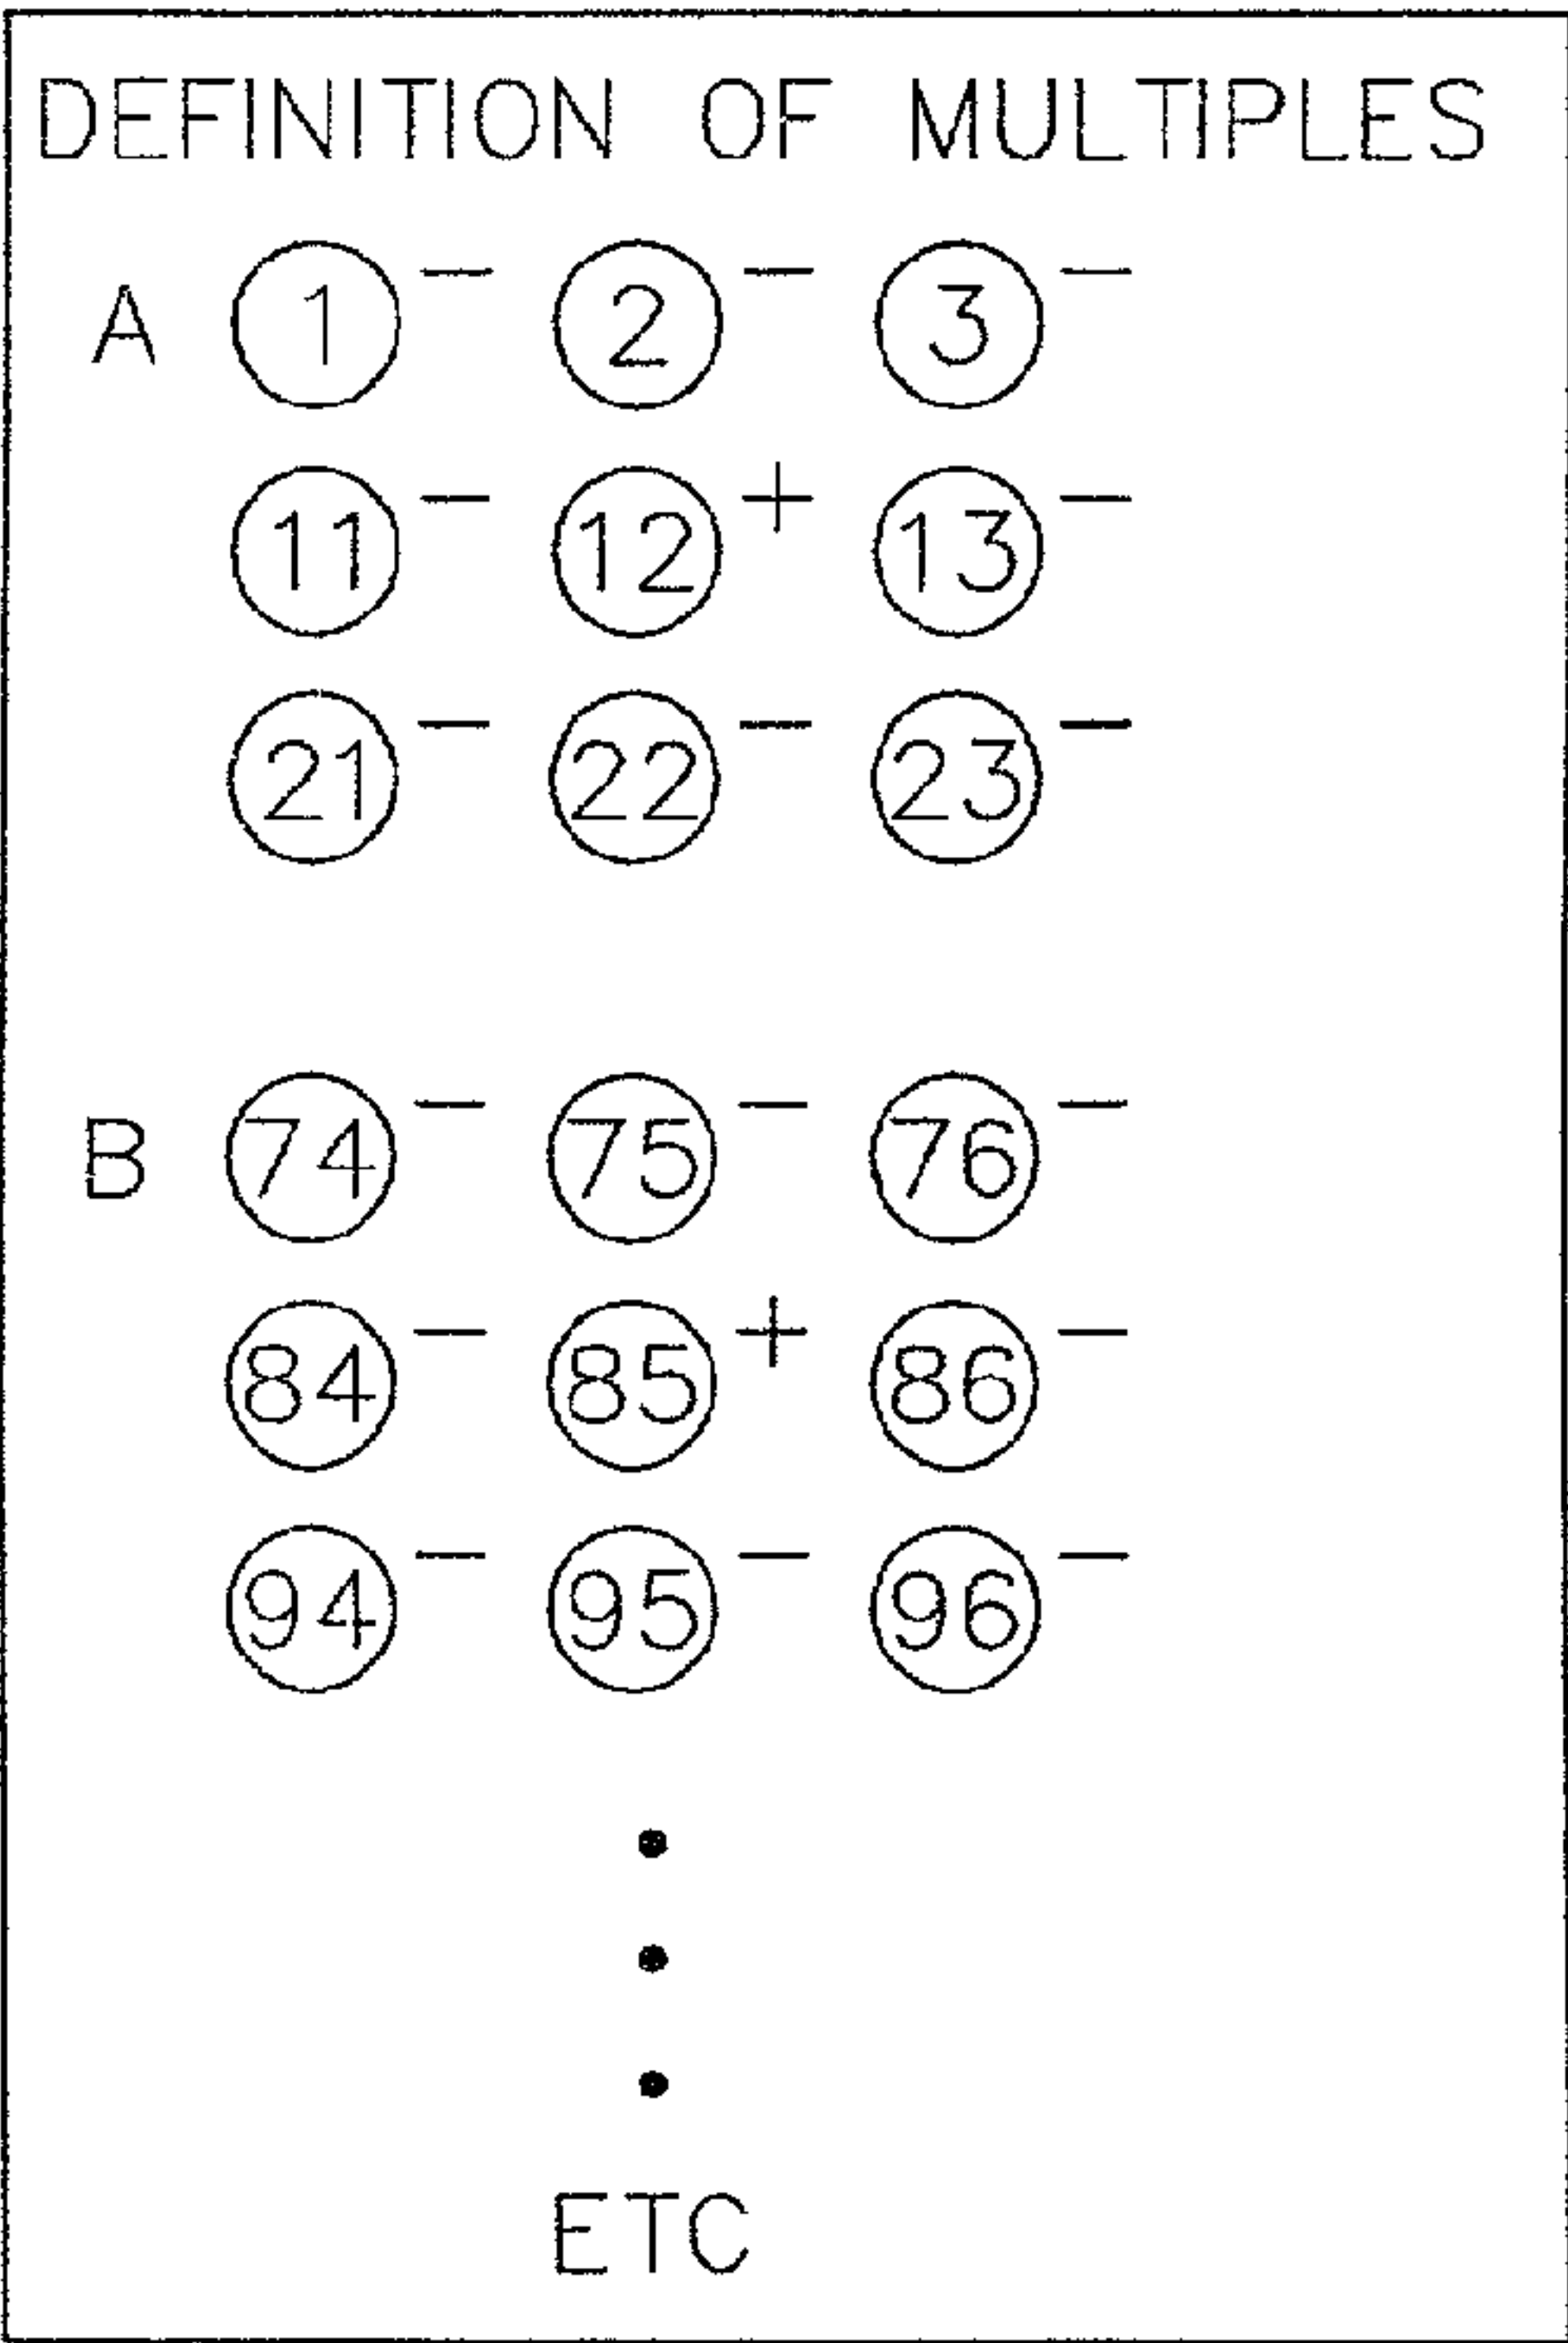 DEFINITION OF MULTIPLES
A 1 - 2 - 3 -
11 - 12 + 13 -
21 - 22 - 23 -
B 74 - 75 - 76 -
84 - 85 + 86 -
94 - 95 - 96 -
ETC